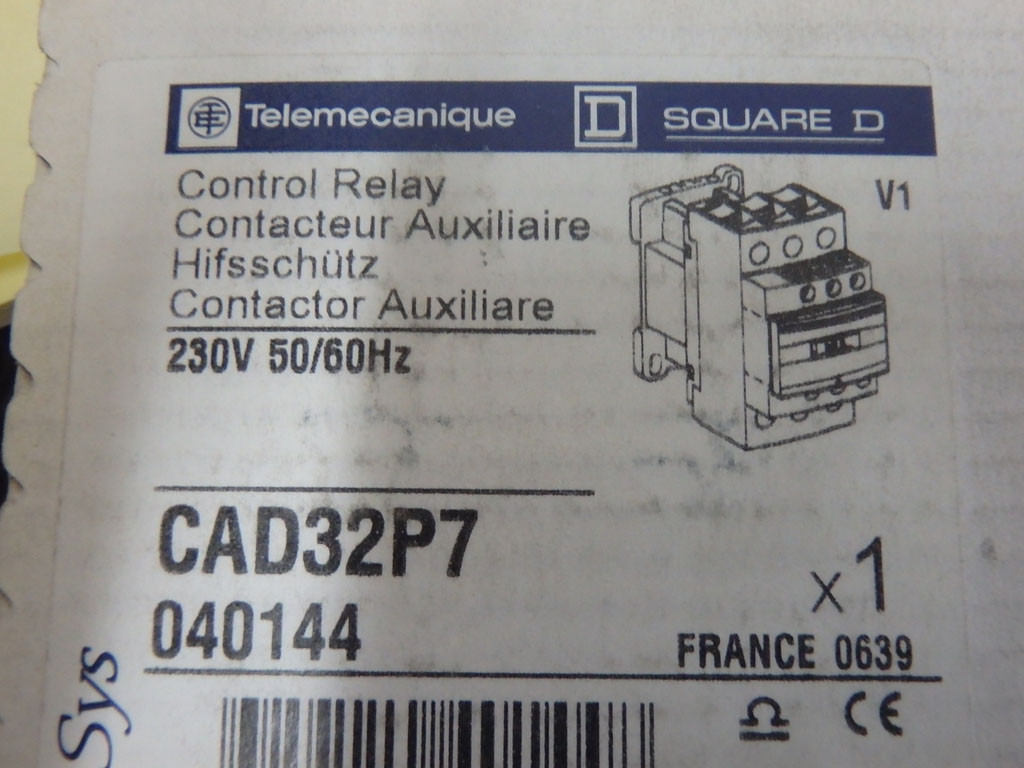 Telemecanique D SQUARE D
Control Relay
V1
Contacteur Auxiliaire
Hifsschütz
Contactor Auxiliare
230V 50/60Hz
CAD32P7
x1
040144
FRANCE 0639
Sys
CE